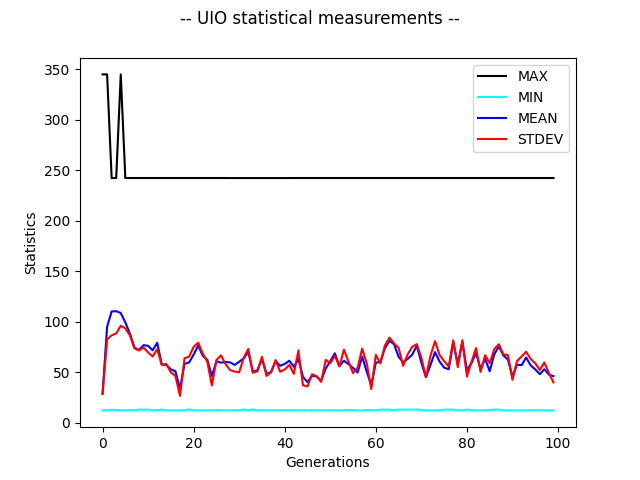 -- UIO statistical measurements --
350
300
250
200
150
100
50
0
Statistics
MAX
MIN
MEAN
STDEV
0 20 40 60 80 100
Generations